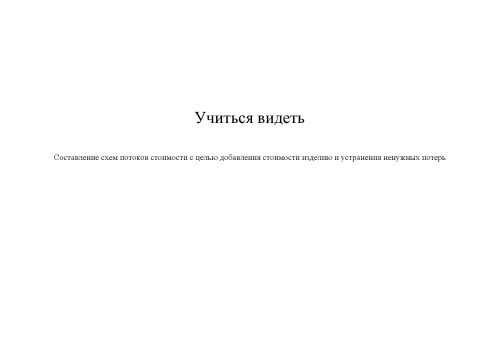 Учиться видеть
Составление схем потоков стоимости с целью добавления стоимости изделию и устранения ненужных потерь